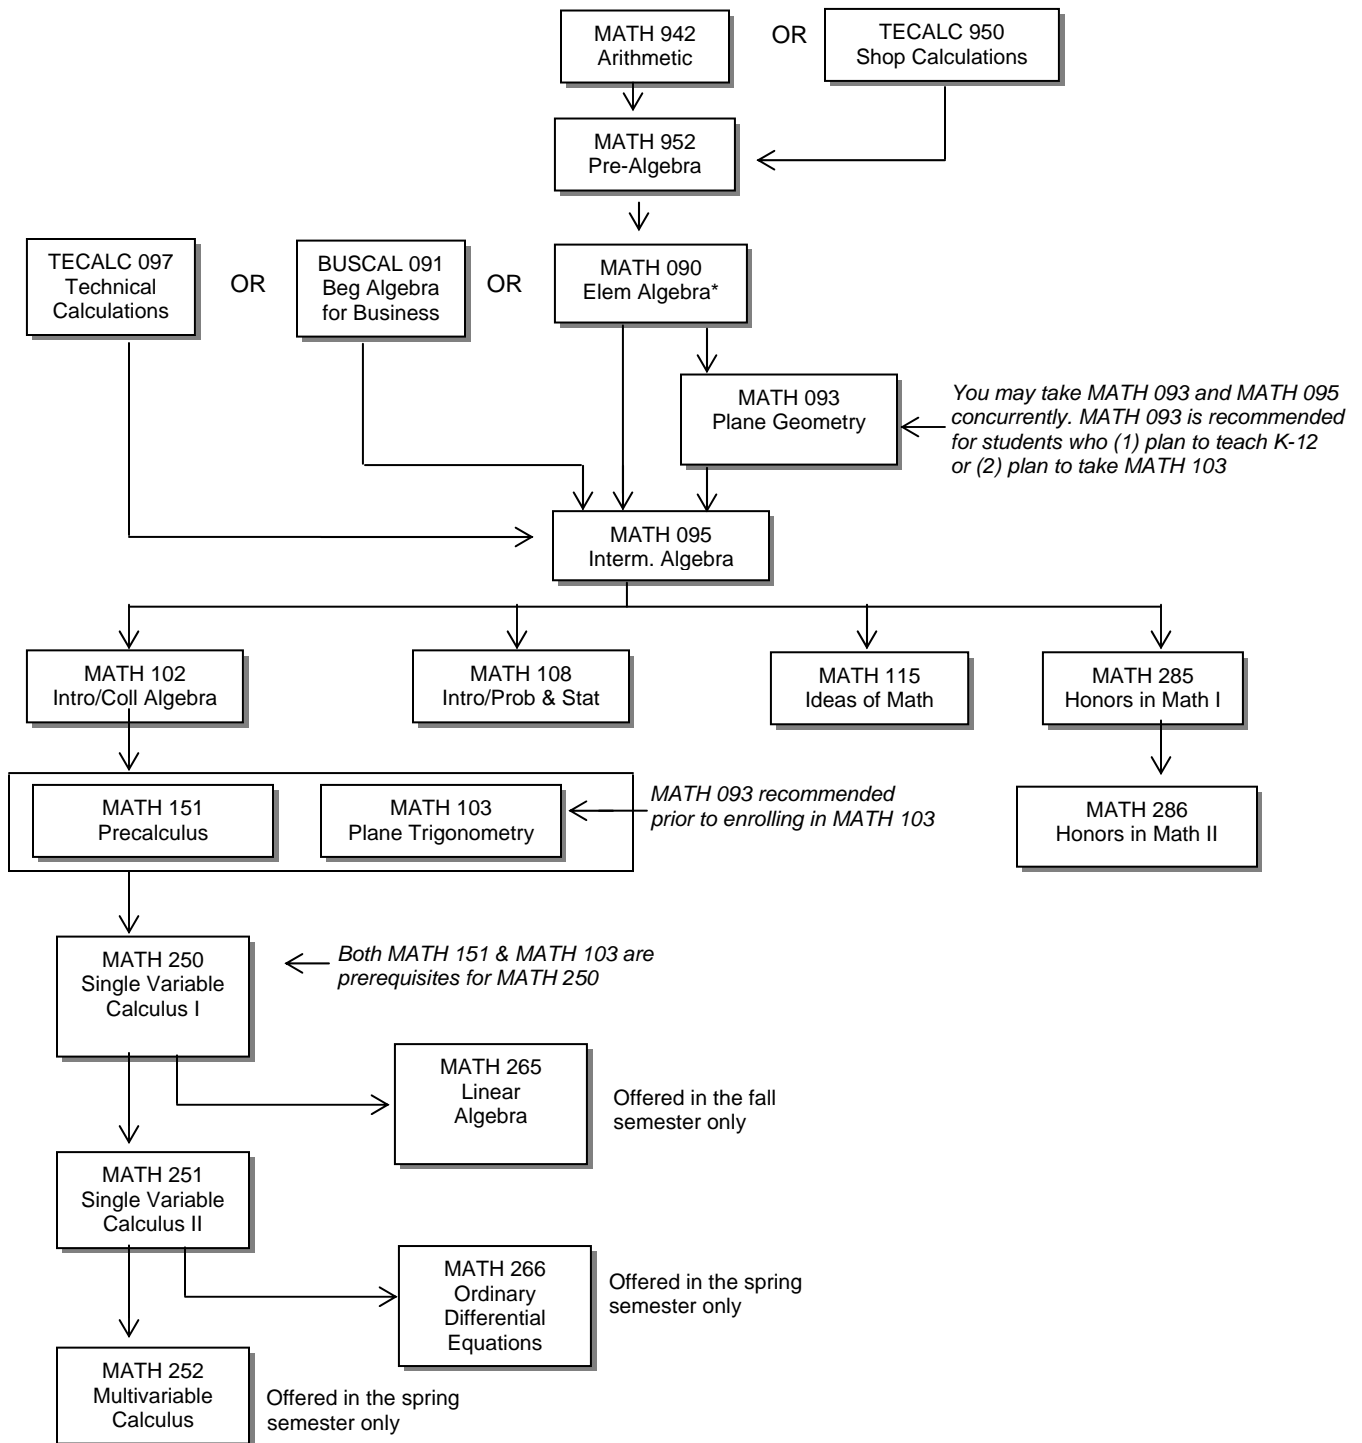 MATH 942
Arithmetic
OR
TECALC 950
Shop Calculations
MATH 952
Pre-Algebra
TECALC 097
Technical
Calculations
OR
BUSCAL 091
Beg Algebra
for Business
OR
MATH 090
Elem Algebra*
MATH 093
Plane Geometry
You may take MATH 093 and MATH 095
concurrently. MATH 093 is recommended
for students who (1) plan to teach K-12
or (2) plan to take MATH 103
MATH 095
Interm. Algebra
MATH 102
Intro/Coll Algebra
MATH 108
Intro/Prob & Stat
MATH 115
Ideas of Math
MATH 285
Honors in Math I
MATH 151
Precalculus
MATH 103
Plane Trigonometry
MATH 093 recommended
prior to enrolling in MATH 103
MATH 286
Honors in Math II
MATH 250
Single Variable
Calculus I
Both MATH 151 & MATH 103 are
prerequisites for MATH 250
MATH 265
Linear
Algebra
Offered in the fall
semester only
MATH 251
Single Variable
Calculus II
MATH 266
Ordinary
Differential
Equations
Offered in the spring
semester only
MATH 252
Multivariable
Calculus
Offered in the spring
semester only